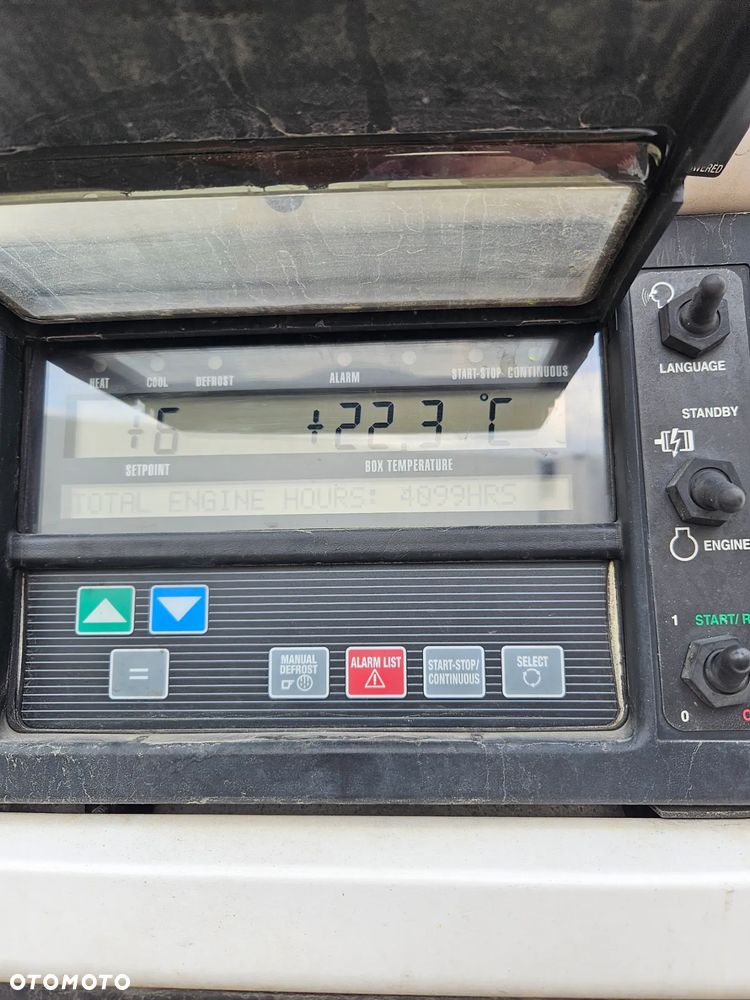 WERED
LANGUAGE
HEAT COOL DEFROST ALARM START-STOP CONTINUOUS
STANDBY
+6 +22.3 °C
SETPOINT BOX TEMPERATURE
TOTAL ENGINE HOURS: 4099HRS
ENGINE
1 START/R
MANUAL DEFROST
ALARM LIST
START-STOP/ CONTINUOUS
SELECT
=
0
OTOMOTO